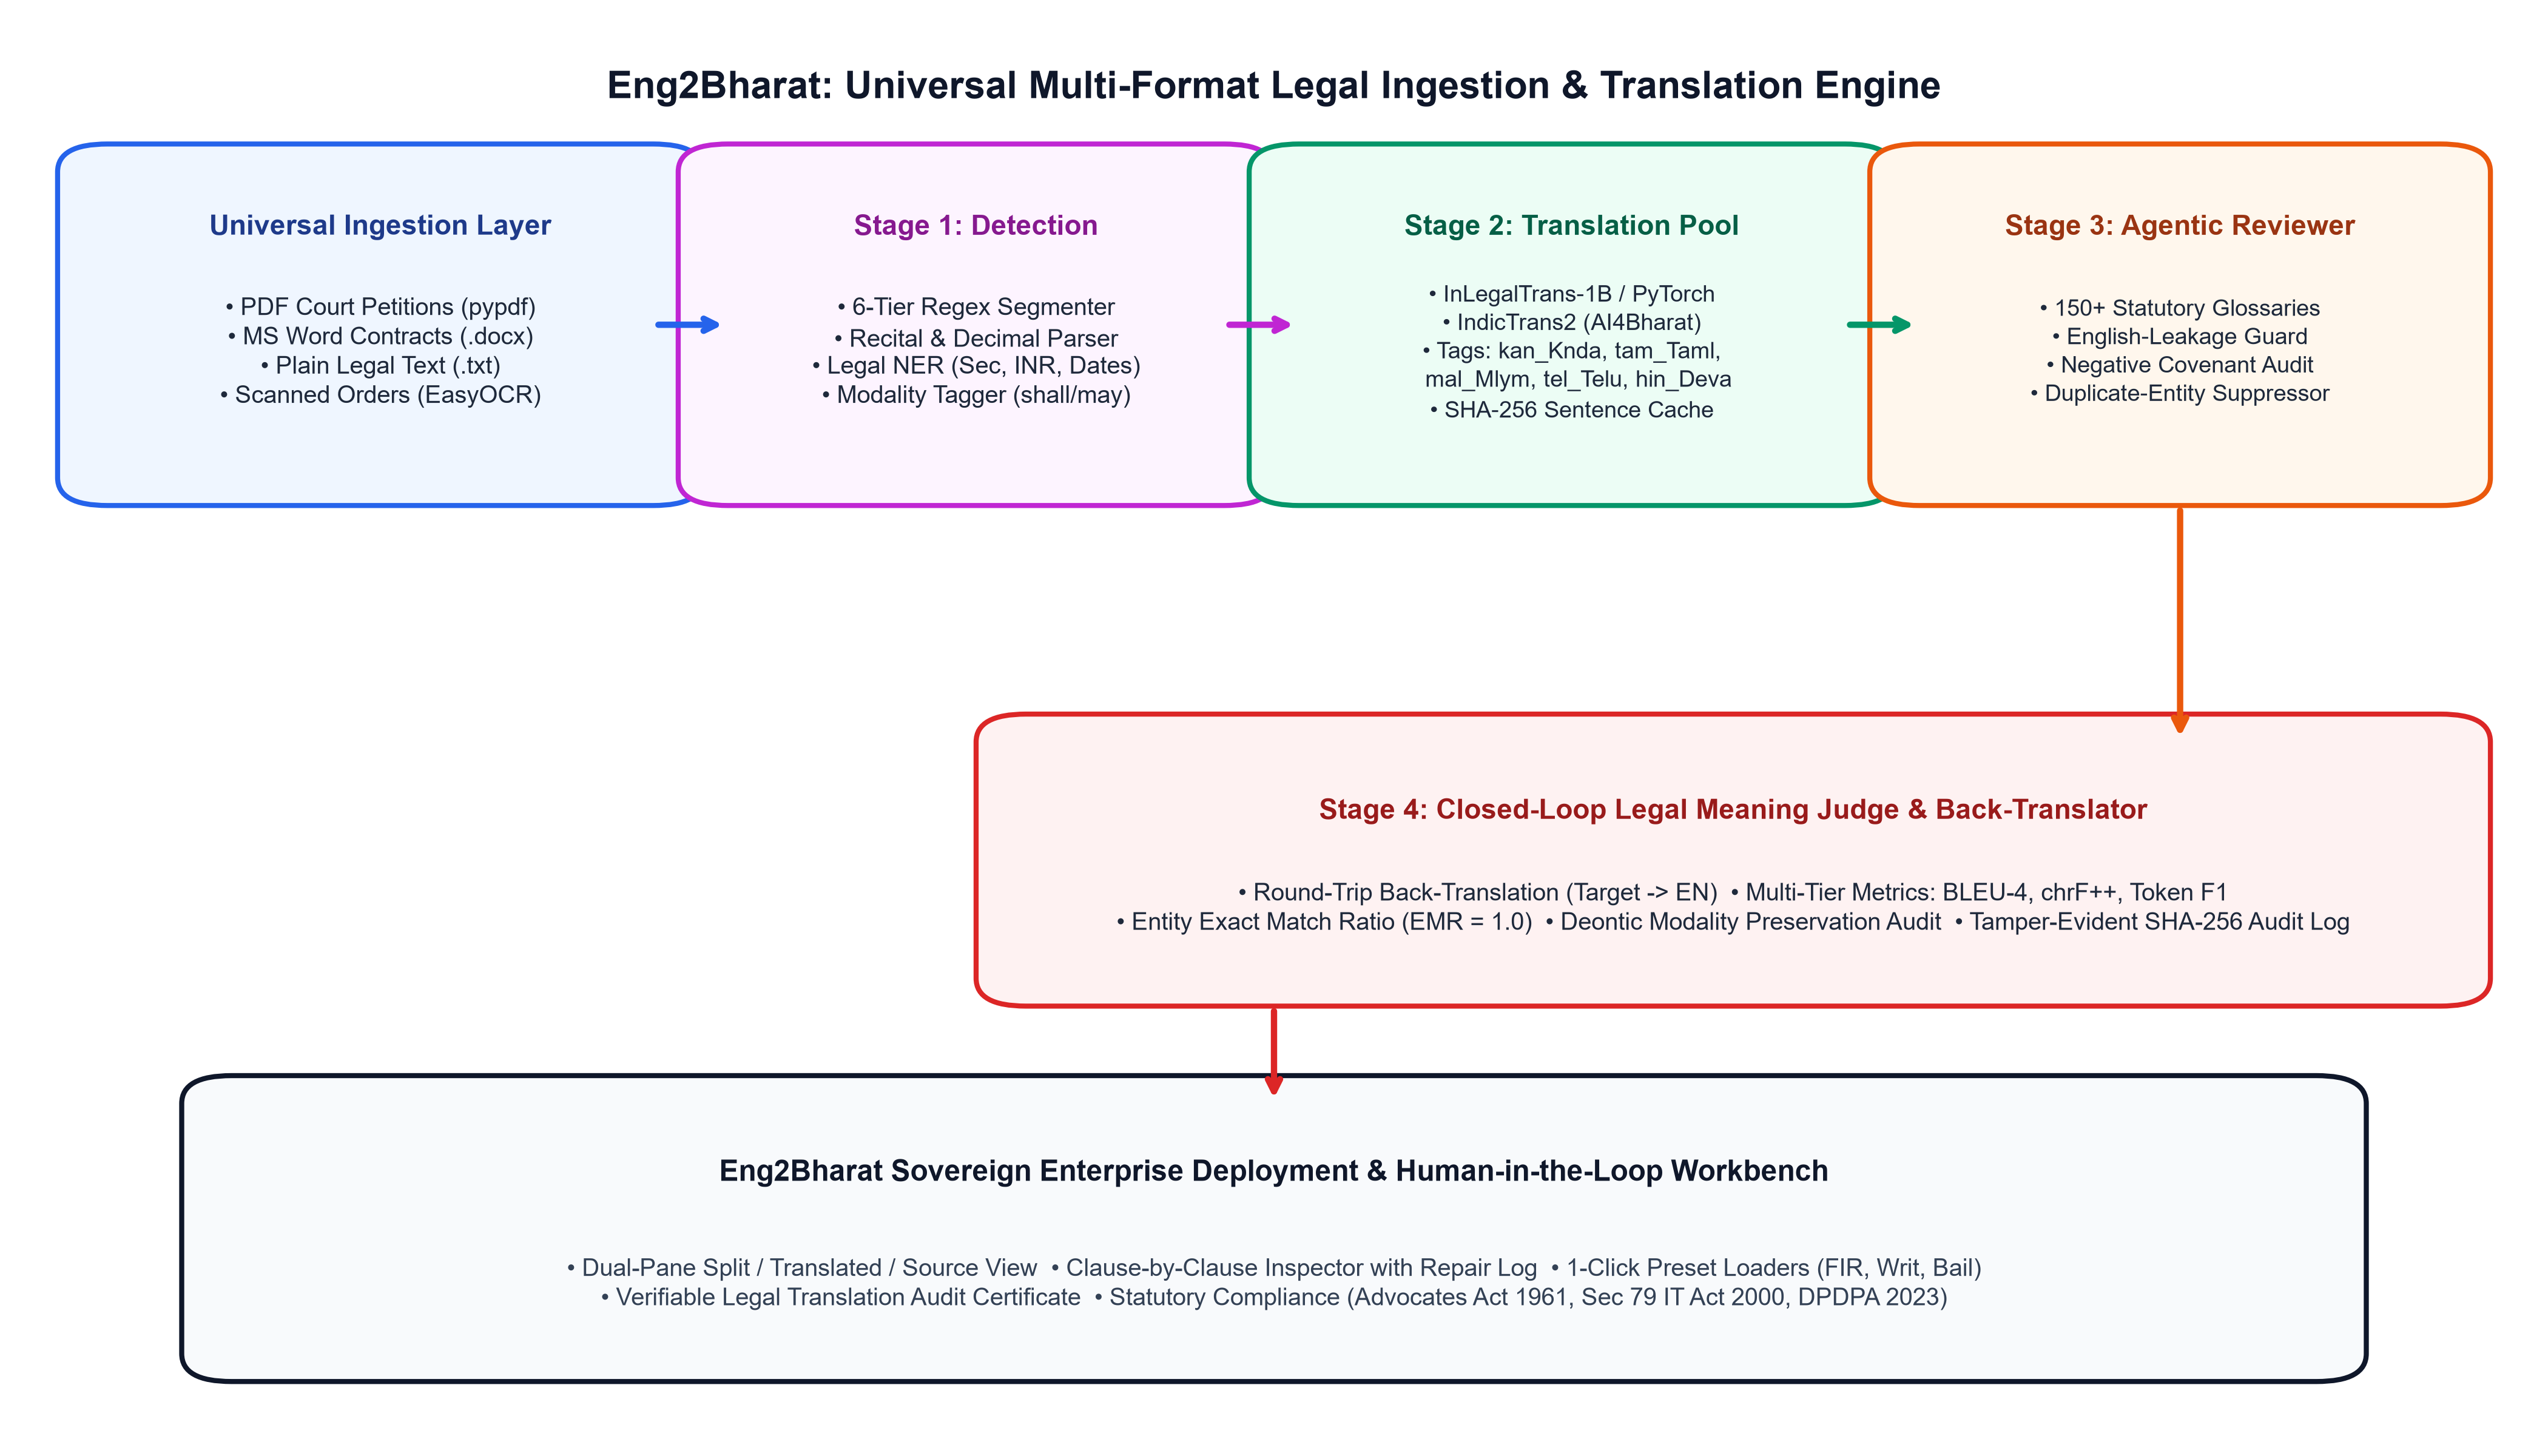 Eng2Bharat: Universal Multi-Format Legal Ingestion & Translation Engine
Universal Ingestion Layer
• PDF Court Petitions (pypdf)
• MS Word Contracts (.docx)
• Plain Legal Text (.txt)
• Scanned Orders (EasyOCR)
Stage 1: Detection
• 6-Tier Regex Segmenter
• Recital & Decimal Parser
• Legal NER (Sec, INR, Dates)
• Modality Tagger (shall/may)
Stage 2: Translation Pool
• InLegalTrans-1B / PyTorch
• IndicTrans2 (AI4Bharat)
• Tags: kan_Knda, tam_Taml,
mal_Mlym, tel_Telu, hin_Deva
• SHA-256 Sentence Cache
Stage 3: Agentic Reviewer
• 150+ Statutory Glossaries
• English-Leakage Guard
• Negative Covenant Audit
• Duplicate-Entity Suppressor
Stage 4: Closed-Loop Legal Meaning Judge & Back-Translator
• Round-Trip Back-Translation (Target -> EN) • Multi-Tier Metrics: BLEU-4, chrF++, Token F1
• Entity Exact Match Ratio (EMR = 1.0) • Deontic Modality Preservation Audit • Tamper-Evident SHA-256 Audit Log
Eng2Bharat Sovereign Enterprise Deployment & Human-in-the-Loop Workbench
• Dual-Pane Split / Translated / Source View • Clause-by-Clause Inspector with Repair Log • 1-Click Preset Loaders (FIR, Writ, Bail)
• Verifiable Legal Translation Audit Certificate • Statutory Compliance (Advocates Act 1961, Sec 79 IT Act 2000, DPDPA 2023)